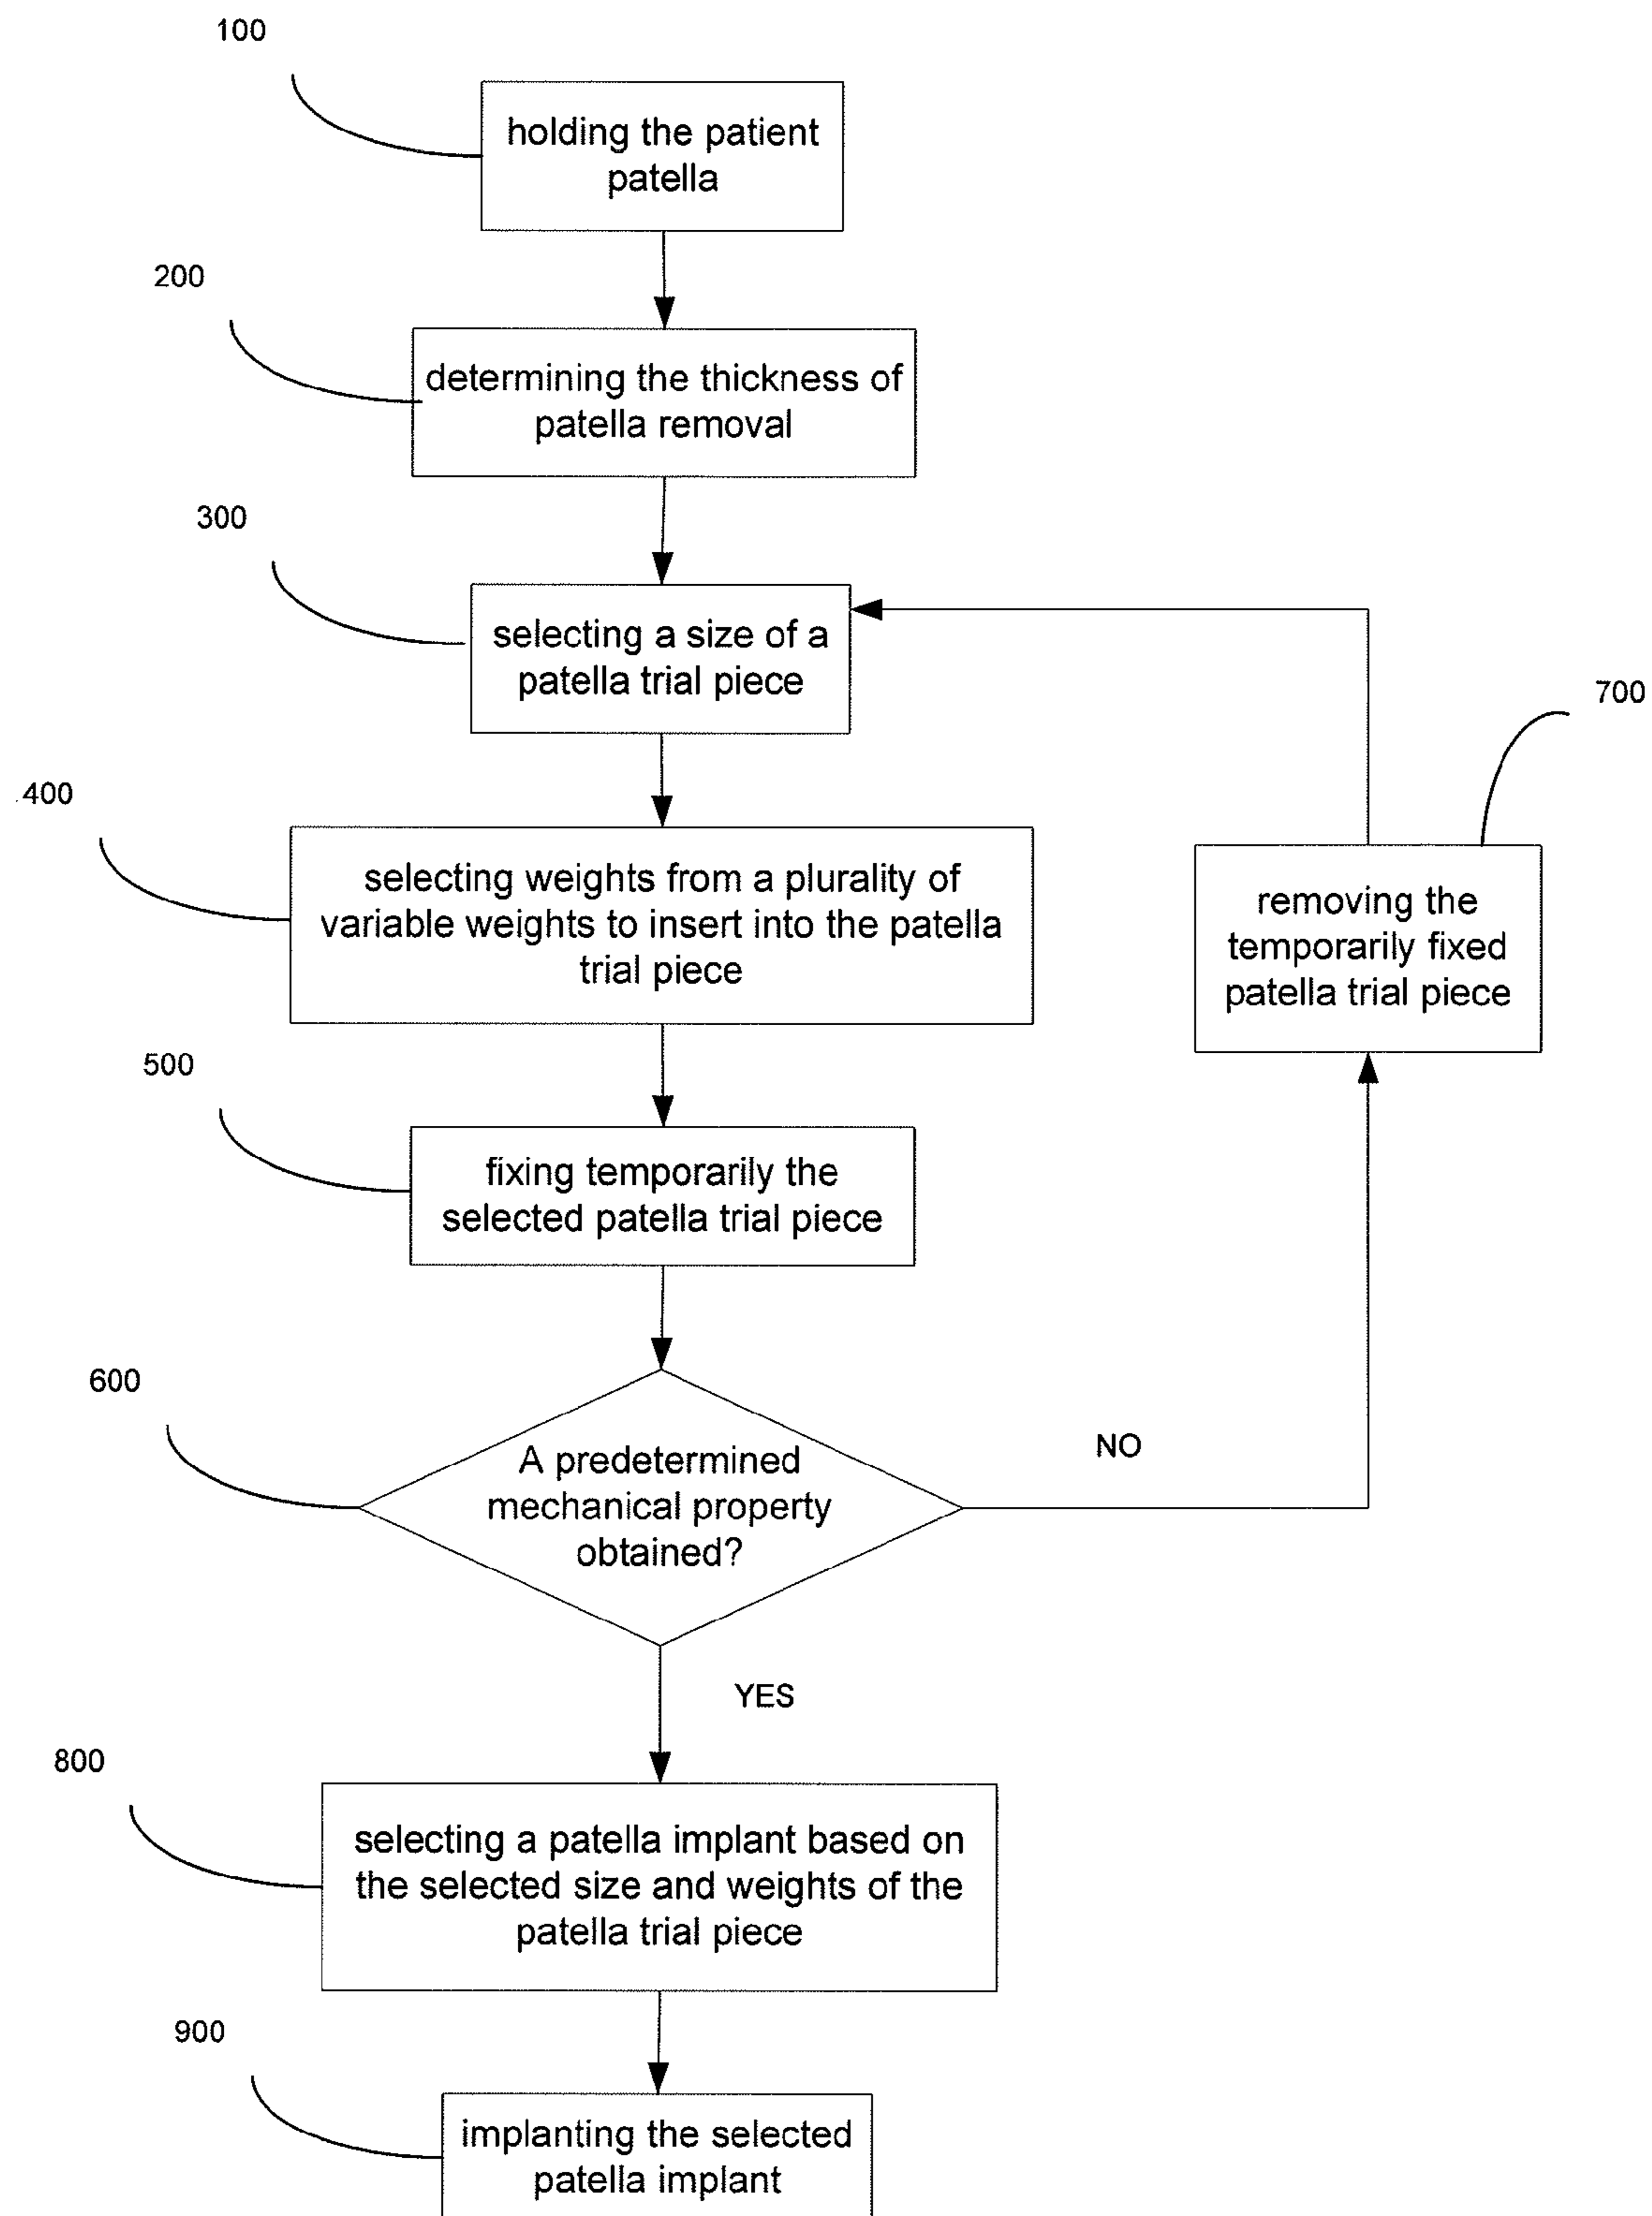 100
holding the patient
patella
200
determining the thickness of
patella removal
300
selecting a size of a
patella trial piece
700
400
selecting weights from a plurality of
variable weights to insert into the patella
trial piece
removing the
temporarily fixed
patella trial piece
500
fixing temporarily the
selected patella trial piece
600
A predetermined
mechanical property
obtained?
NO
YES
800
selecting a patella implant based on
the selected size and weights of the
patella trial piece
900
implanting the selected
patella implant